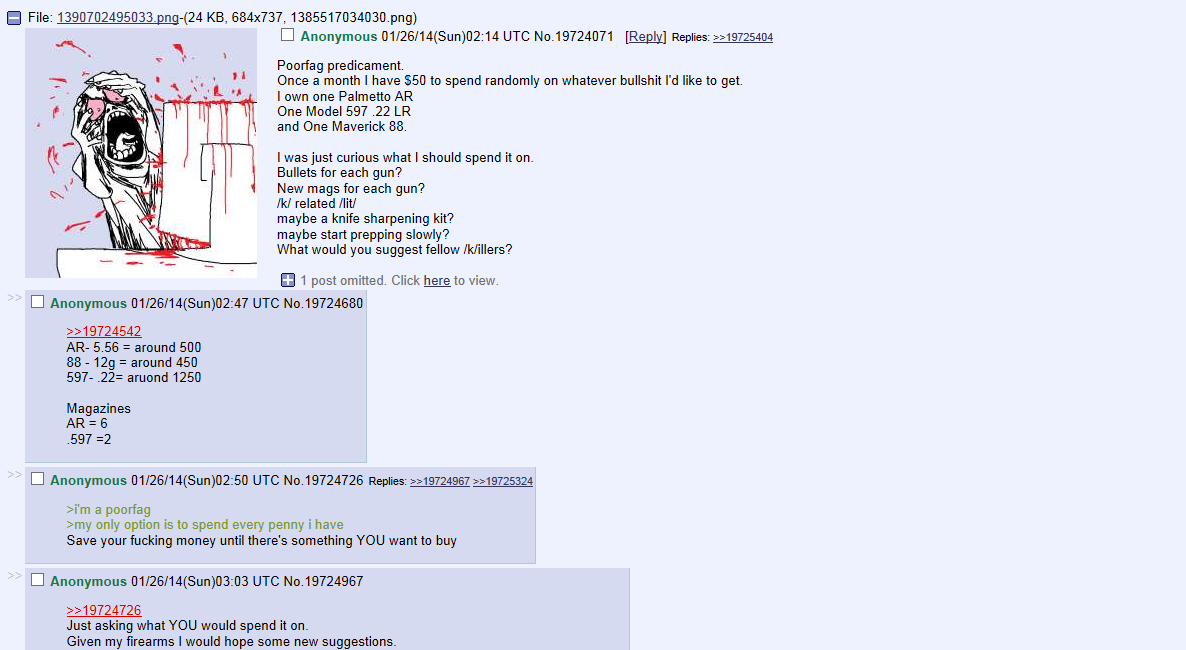 File: 1390702495033.png-(24 KB, 684x737, 1385517034030.png)
Anonymous 01/26/14(Sun)02:14 UTC No.19724071 [Reply] Replies: >>19725404
Poorfag predicament.
Once a month I have $50 to spend randomly on whatever bullshit I'd like to get.
I own one Palmetto AR
One Model 597 .22 LR
and One Maverick 88.
I was just curious what I should spend it on.
Bullets for each gun?
New mags for each gun?
/k/ related /lit/
maybe a knife sharpening kit?
maybe start prepping slowly?
What would you suggest fellow /k/illers?
1 post omitted. Click here to view.
>> Anonymous 01/26/14(Sun)02:47 UTC No.19724680
>>19724542
AR- 5.56 = around 500
88 - 12g = around 450
597- .22= aruond 1250
Magazines
AR = 6
.597 =2
>> Anonymous 01/26/14(Sun)02:50 UTC No.19724726 Replies: >>19724967 >>19725324
>i'm a poorfag
>my only option is to spend every penny i have
Save your fucking money until there's something YOU want to buy
>> Anonymous 01/26/14(Sun)03:03 UTC No.19724967
>>19724726
Just asking what YOU would spend it on.
Given my firearms I would hope some new suggestions.